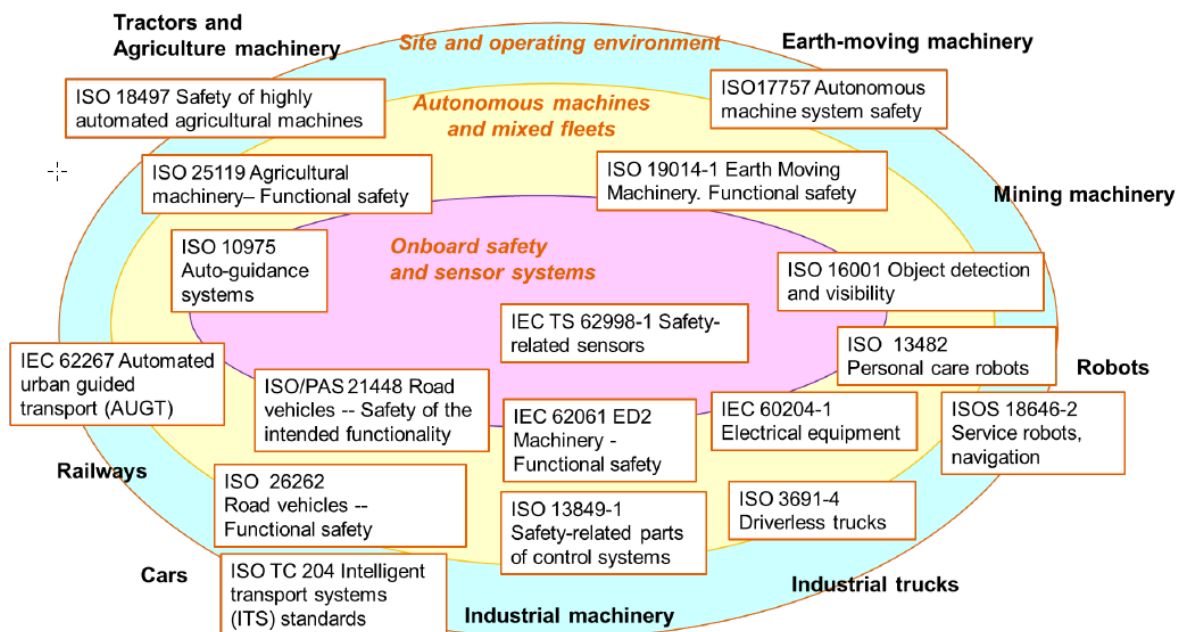 Tractors and
Agriculture machinery
Site and operating environment
Earth-moving machinery
ISO 18497 Safety of highly
automated agricultural machines
Autonomous machines
and mixed fleets
ISO17757 Autonomous
machine system safety
ISO 25119 Agricultural
machinery– Functional safety
ISO 19014-1 Earth Moving
Machinery. Functional safety
Mining machinery
ISO 10975
Auto-guidance
systems
Onboard safety
and sensor systems
ISO 16001 Object detection
and visibility
IEC TS 62998-1 Safety-
related sensors
ISO 13482
Personal care robots
Robots
IEC 62267 Automated
urban guided
transport (AUGT)
ISO/PAS 21448 Road
vehicles -- Safety of the
intended functionality
IEC 62061 ED2
Machinery -
Functional safety
IEC 60204-1
Electrical equipment
ISOS 18646-2
Service robots,
navigation
Railways
ISO 26262
Road vehicles --
Functional safety
ISO 13849-1
Safety-related parts
of control systems
ISO 3691-4
Driverless trucks
Cars
ISO TC 204 Intelligent
transport systems
(ITS) standards
Industrial machinery
Industrial trucks